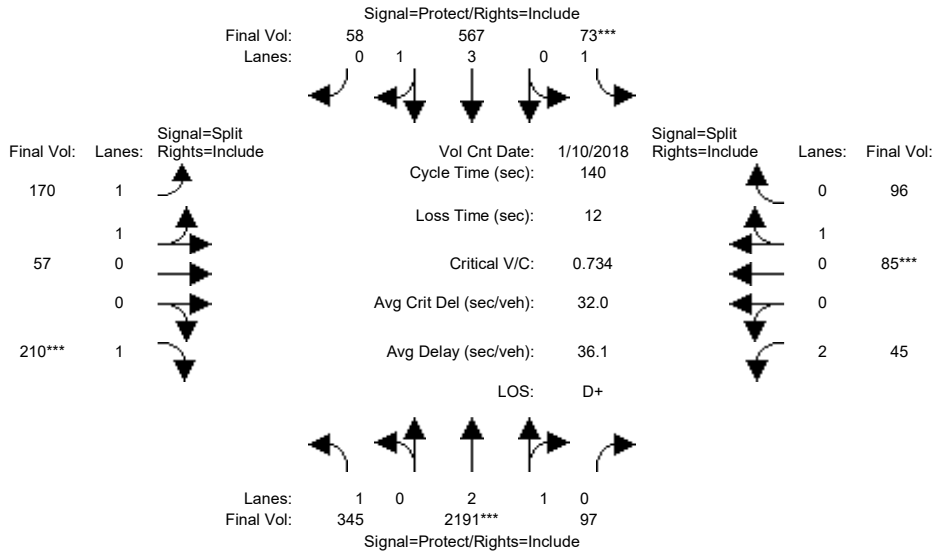 Signal=Protect/Rights=Include
Final Vol: 58 567 73***
Lanes: 0 1 3 0 1
Signal=Split
Final Vol: Lanes: Rights=Include
Vol Cnt Date: 1/10/2018
Signal=Split
Rights=Include Lanes: Final Vol:
Cycle Time (sec): 140
170 1
0 96
Loss Time (sec): 12
1
1
57 0
Critical V/C: 0.734
0 85***
0
Avg Crit Del (sec/veh): 32.0
0
210*** 1
Avg Delay (sec/veh): 36.1
2 45
LOS: D+
Lanes: 1 0 2 1 0
Final Vol: 345 2191*** 97
Signal=Protect/Rights=Include